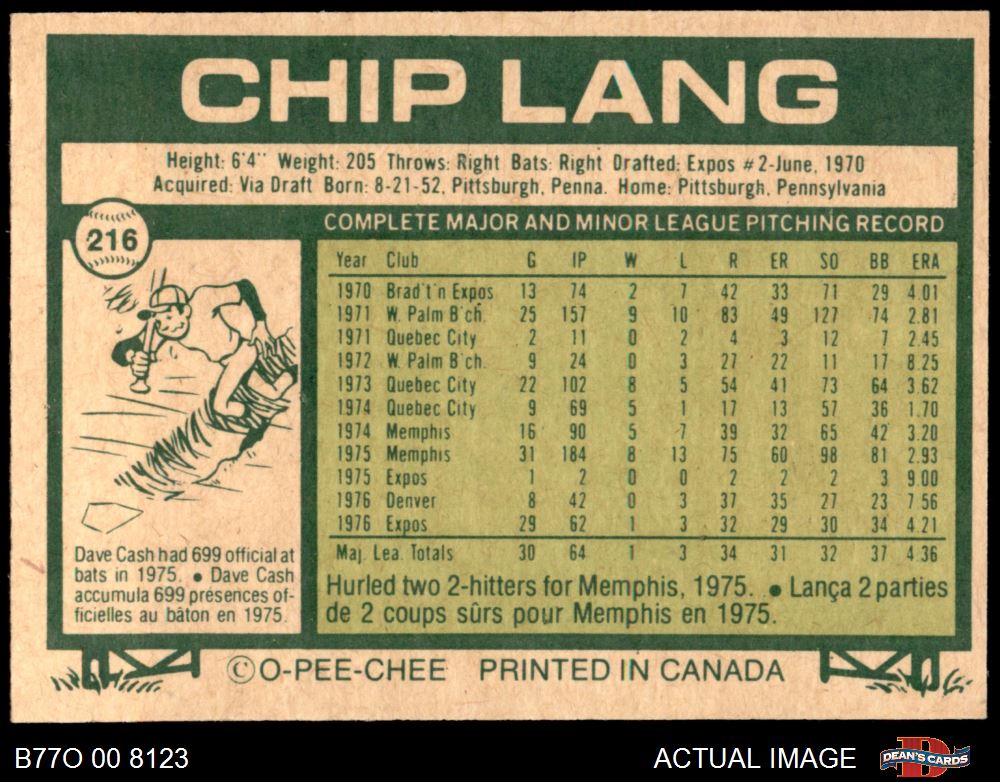 CHIP LANG
Height: 6'4" Weight: 205 Throws: Right Bats: Right Drafted: Expos #2-June, 1970
Acquired: Via Draft Born: 8-21-52, Pittsburgh, Penna. Home: Pittsburgh, Pennsylvania
216
COMPLETE MAJOR AND MINOR LEAGUE PITCHING RECORD
Year Club G IP W L R ER SO BB ERA
1970 Brad't'n Expos 13 74 2 7 42 33 71 29 4.01
1971 W. Palm B'ch. 25 157 9 10 83 49 127 74 2.81
1971 Quebec City 2 11 0 2 4 3 12 7 2.45
1972 W. Palm B'ch. 9 24 0 3 27 22 11 17 8.25
1973 Quebec City 22 102 8 5 54 41 73 64 3.62
1974 Quebec City 9 69 5 1 17 13 57 36 1.70
1974 Memphis 16 90 5 7 39 32 65 42 3.20
1975 Memphis 31 184 8 13 75 60 98 81 2.93
1975 Expos 1 2 0 0 2 2 2 3 9.00
1976 Denver 8 42 0 3 37 35 27 23 7.56
1976 Expos 29 62 1 3 32 29 30 34 4.21
Maj. Lea. Totals 30 64 1 3 34 31 32 37 4.36
Dave Cash had 699 official at
bats in 1975. • Dave Cash
accumula 699 présences of-
ficielles au bâton en 1975.
Hurled two 2-hitters for Memphis, 1975. • Lança 2 parties
de 2 coups sûrs pour Memphis en 1975.
©O-PEE-CHEE PRINTED IN CANADA
B77O 00 8123
ACTUAL IMAGE
D
DEAN'S CARDS